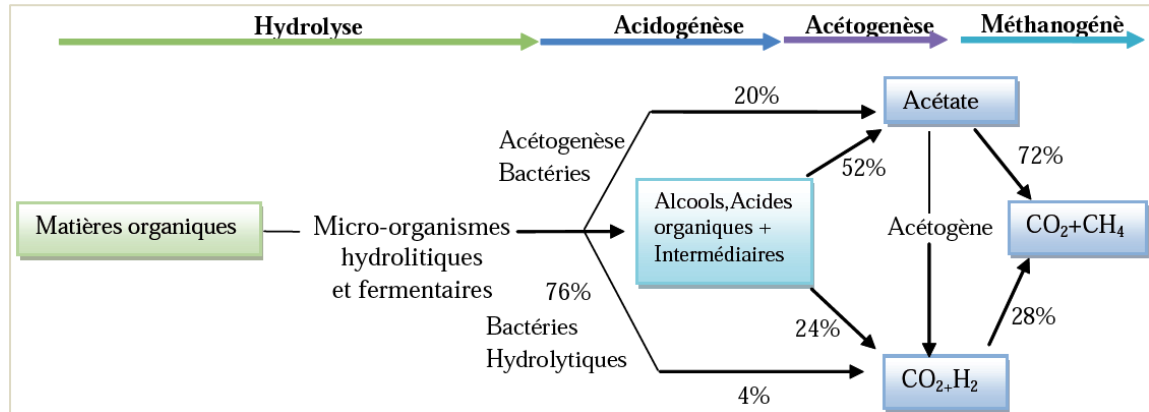 Hydrolyse
Acidogénèse
Acétogenèse
Méthanogénè
20%
Acétate
Acétogenèse
Bactéries
52%
72%
Matières organiques
Micro-organismes
hydrolitiques
et fermentaires
Alcools,Acides
organiques +
Intermédiaires
Acétogène
CO₂+CH₄
76%
Bactéries
Hydrolytiques
24%
28%
CO₂₊H₂
4%